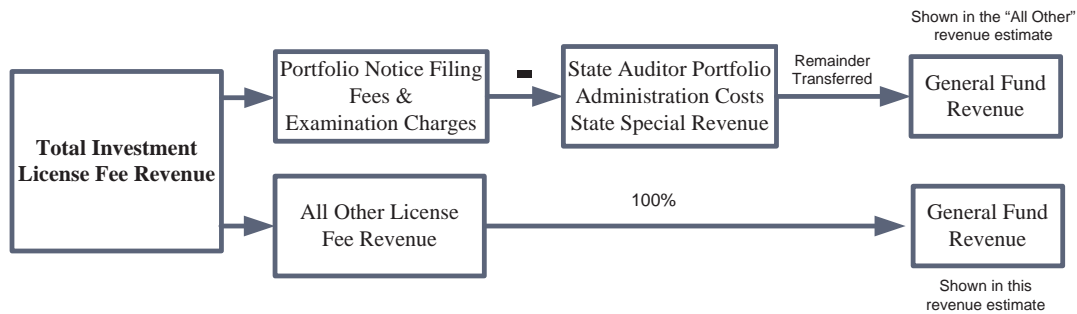 Shown in the “All Other”
revenue estimate
Portfolio Notice Filing
Fees &
Examination Charges
-
State Auditor Portfolio
Administration Costs
State Special Revenue
Remainder
Transferred
General Fund
Revenue
Total Investment
License Fee Revenue
All Other License
Fee Revenue
100%
General Fund
Revenue
Shown in this
revenue estimate